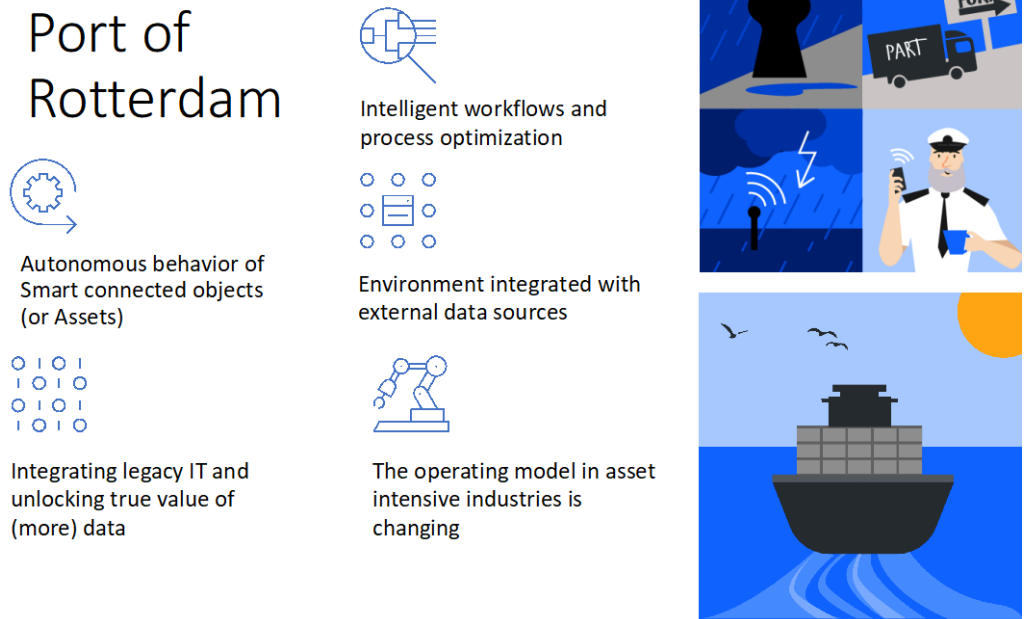 Port of
Rotterdam
Autonomous behavior of
Smart connected objects
(or Assets)
Integrating legacy IT and
unlocking true value of
(more) data
Intelligent workflows and
process optimization
Environment integrated with
external data sources
The operating model in asset
intensive industries is
changing
PART